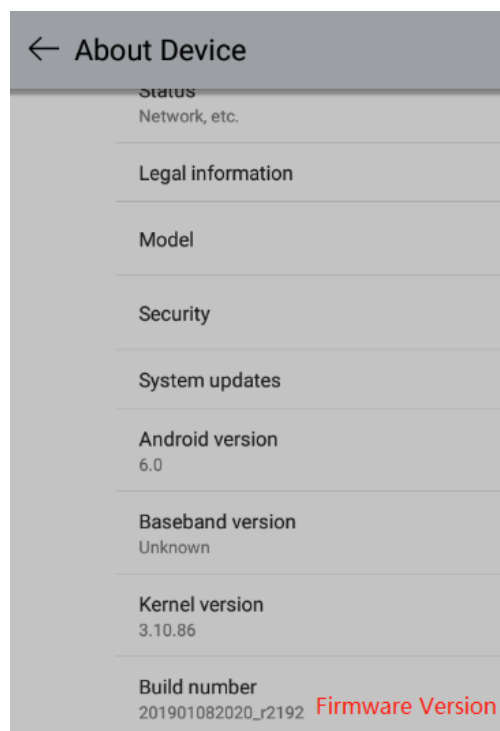 ← About Device
Status
Network, etc.
Legal information
Model
Security
System updates
Android version
6.0
Baseband version
Unknown
Kernel version
3.10.86
Build number
201901082020_r2192 Firmware Version